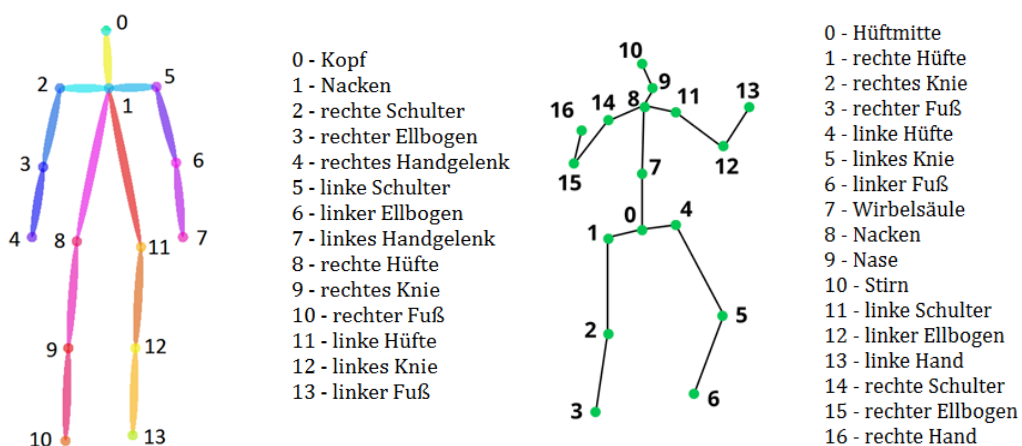 0
2
5
1
3
6
4
8
11
7
9
12
10
13
0 - Kopf
1 - Nacken
2 - rechte Schulter
3 - rechter Ellbogen
4 - rechtes Handgelenk
5 - linke Schulter
6 - linker Ellbogen
7 - linkes Handgelenk
8 - rechte Hüfte
9 - rechtes Knie
10 - rechter Fuß
11 - linke Hüfte
12 - linkes Knie
13 - linker Fuß
10
9
16
14
8
11
13
15
7
12
0
4
1
2
5
3
6
0 - Hüftmitte
1 - rechte Hüfte
2 - rechtes Knie
3 - rechter Fuß
4 - linke Hüfte
5 - linkes Knie
6 - linker Fuß
7 - Wirbelsäule
8 - Nacken
9 - Nase
10 - Stirn
11 - linke Schulter
12 - linker Ellbogen
13 - linke Hand
14 - rechte Schulter
15 - rechter Ellbogen
16 - rechte Hand